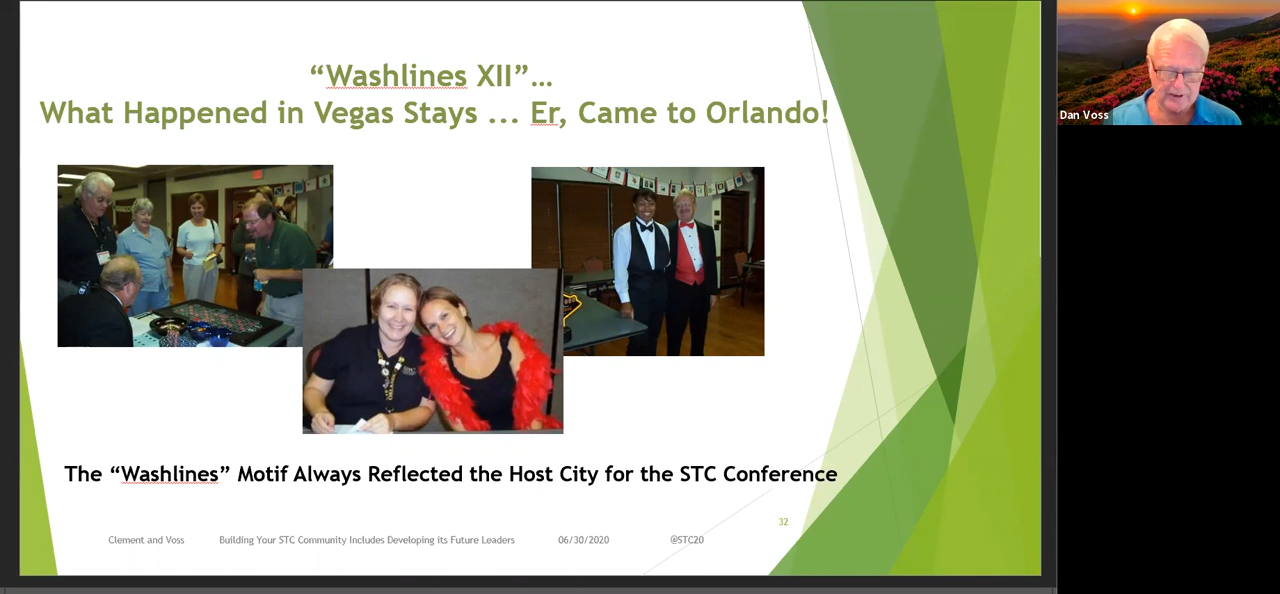 “Washlines XII”…
What Happened in Vegas Stays ... Er, Came to Orlando!
Dan Voss
The “Washlines” Motif Always Reflected the Host City for the STC Conference
32
Clement and Voss Building Your STC Community Includes Developing its Future Leaders 06/30/2020 @STC20